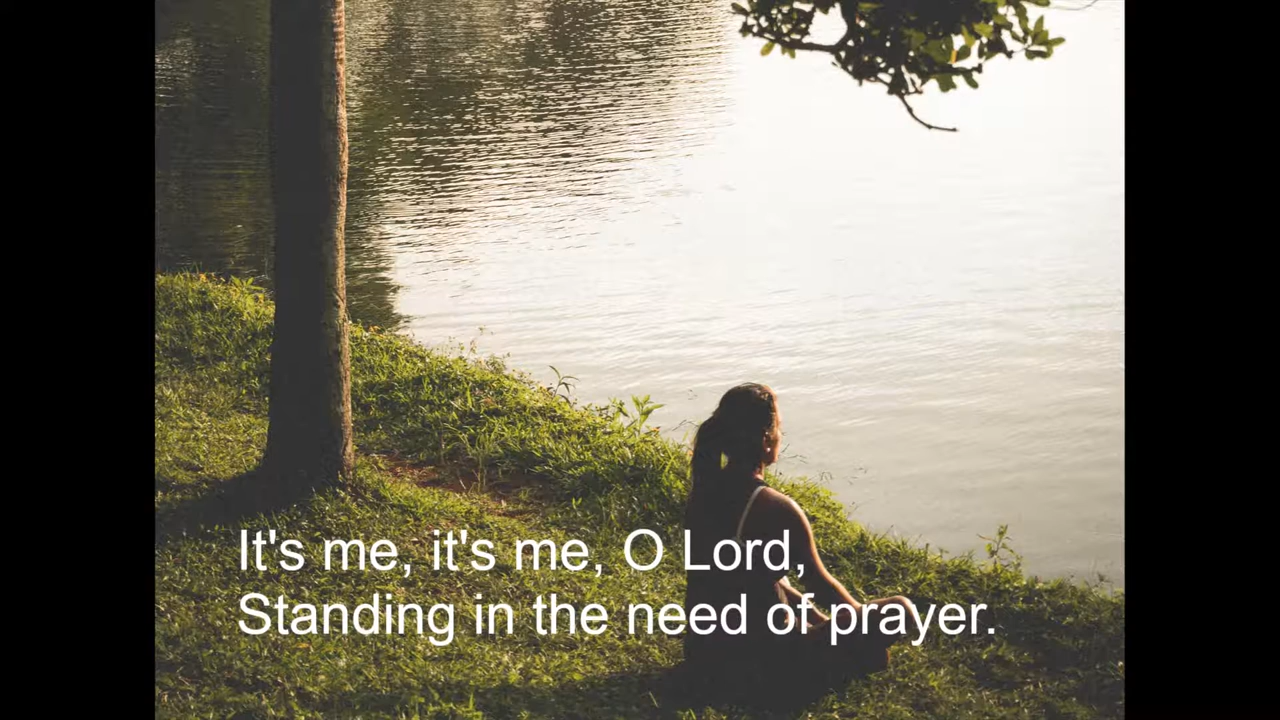 It's me, it's me, O Lord,
Standing in the need of prayer.